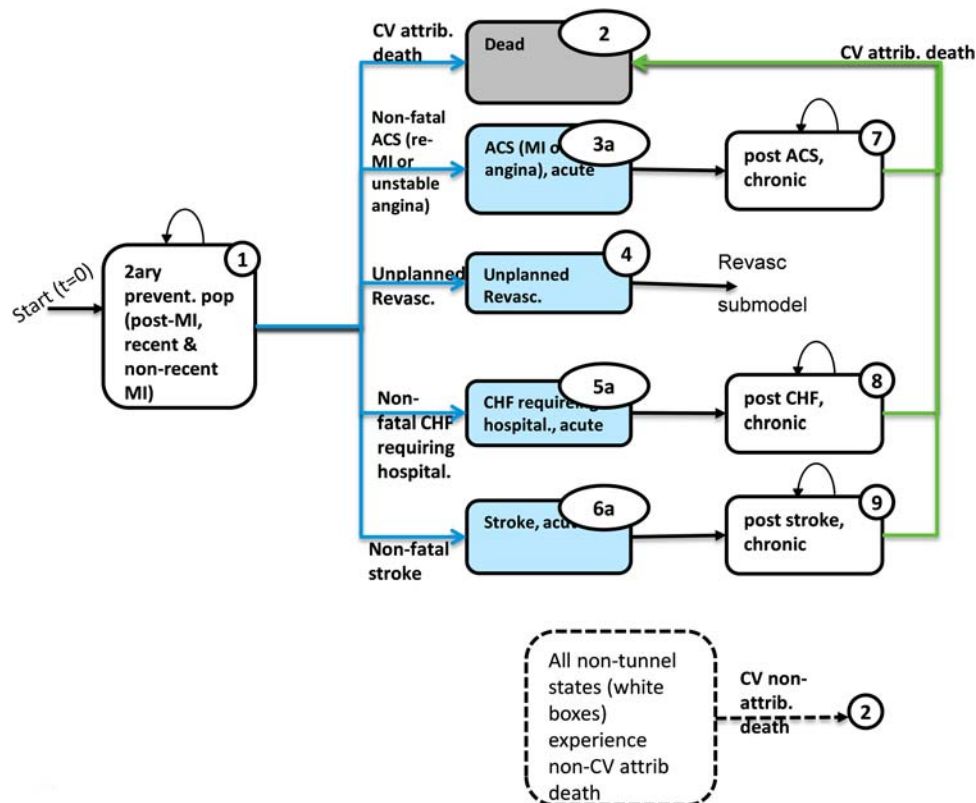 CV attrib.
death
Dead
2
CV attrib. death
Non-fatal
ACS (re-
MI or
unstable
angina)
ACS (MI o
angina), acute
3a
post ACS,
chronic
7
Start (t=0)
2ary
prevent. pop
(post-MI,
recent &
non-recent
MI)
1
Unplanned
Revasc.
Unplanned
Revasc.
4
Revasc
submodel
Non-
fatal CHF
requiring
hospital.
CHF requireing
hospital., acute
5a
post CHF,
chronic
8
Non-fatal
stroke
Stroke, acute
6a
post stroke,
chronic
9
All non-tunnel
states (white
boxes)
experience
non-CV attrib
death
CV non-
attrib.
death
2